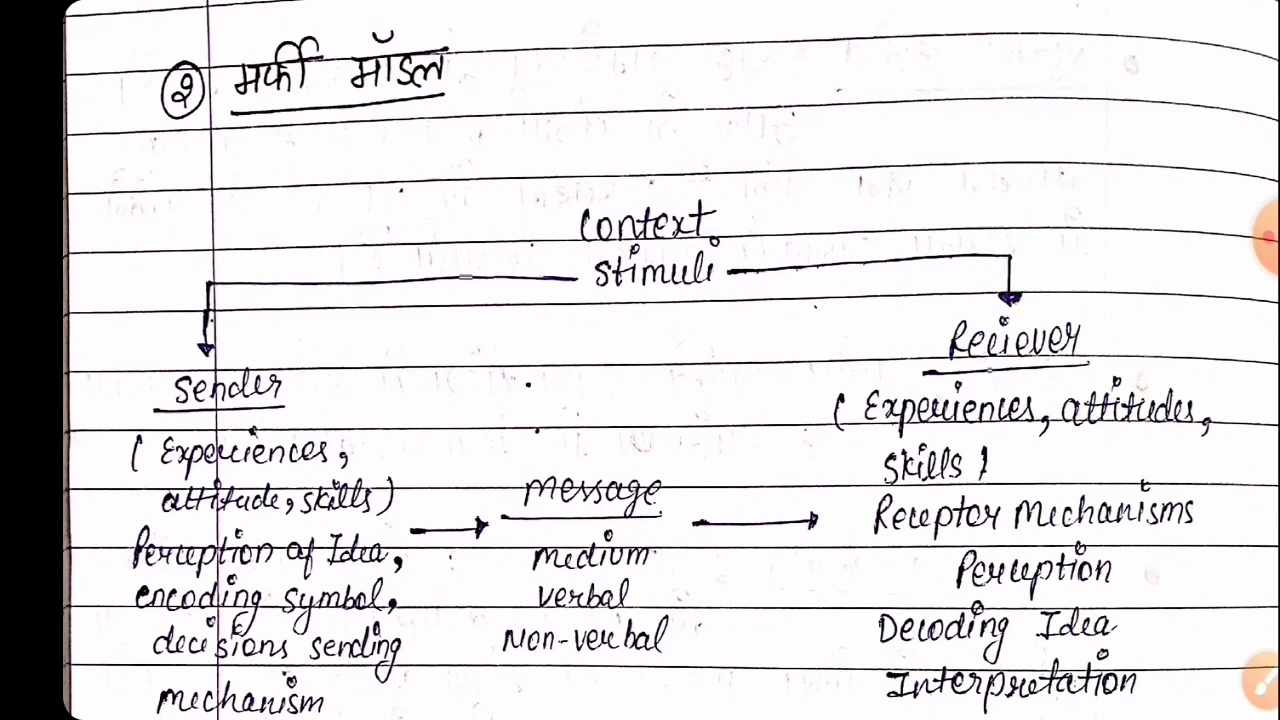 २ मर्की मॉडल
Context
stimuli
Sender
( Experiences,
attitude, skills)
Perception of Idea,
encoding symbol,
decisions sending
mechanism
message
medium
verbal
Non-verbal
Reciever
( Experiences, attitudes,
skills )
Receptor Mechanisms
Perception
Decoding Idea
Interpretation